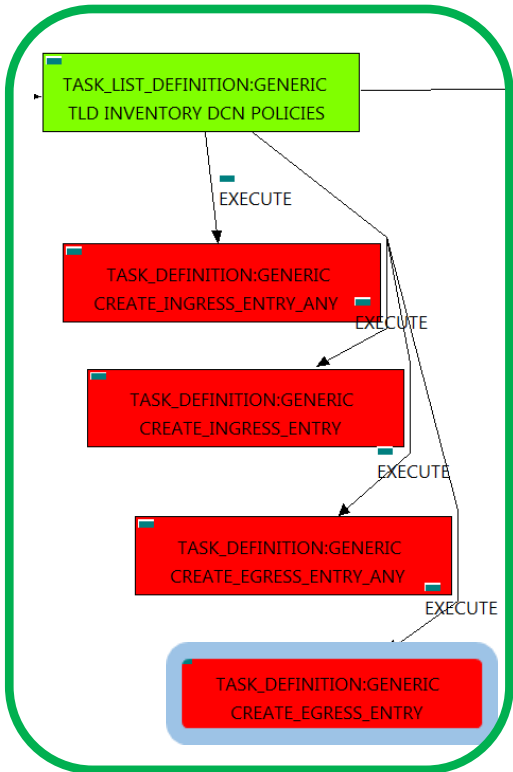 TASK_LIST_DEFINITION:GENERIC
TLD INVENTORY DCN POLICIES
EXECUTE
TASK_DEFINITION:GENERIC
CREATE_INGRESS_ENTRY_ANY
EXECUTE
TASK_DEFINITION:GENERIC
CREATE_INGRESS_ENTRY
EXECUTE
TASK_DEFINITION:GENERIC
CREATE_EGRESS_ENTRY_ANY
EXECUTE
TASK_DEFINITION:GENERIC
CREATE_EGRESS_ENTRY